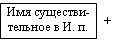 Имя существи-
тельное в И. п. +